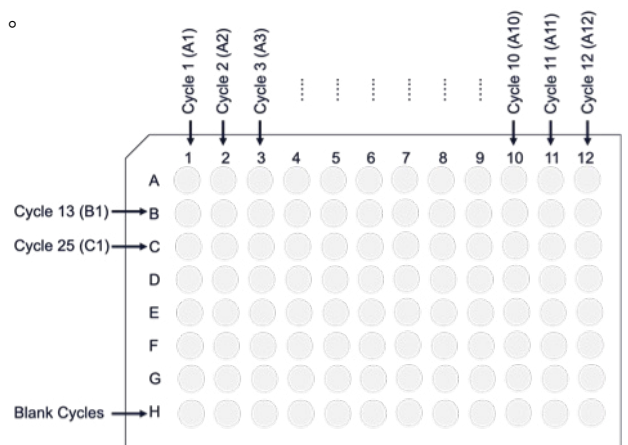 Cycle 1 (A1)
Cycle 2 (A2)
Cycle 3 (A3)
Cycle 10 (A10)
Cycle 11 (A11)
Cycle 12 (A12)
1 2 3 4 5 6 7 8 9 10 11 12
A
Cycle 13 (B1) B
Cycle 25 (C1) C
D
E
F
G
Blank Cycles H